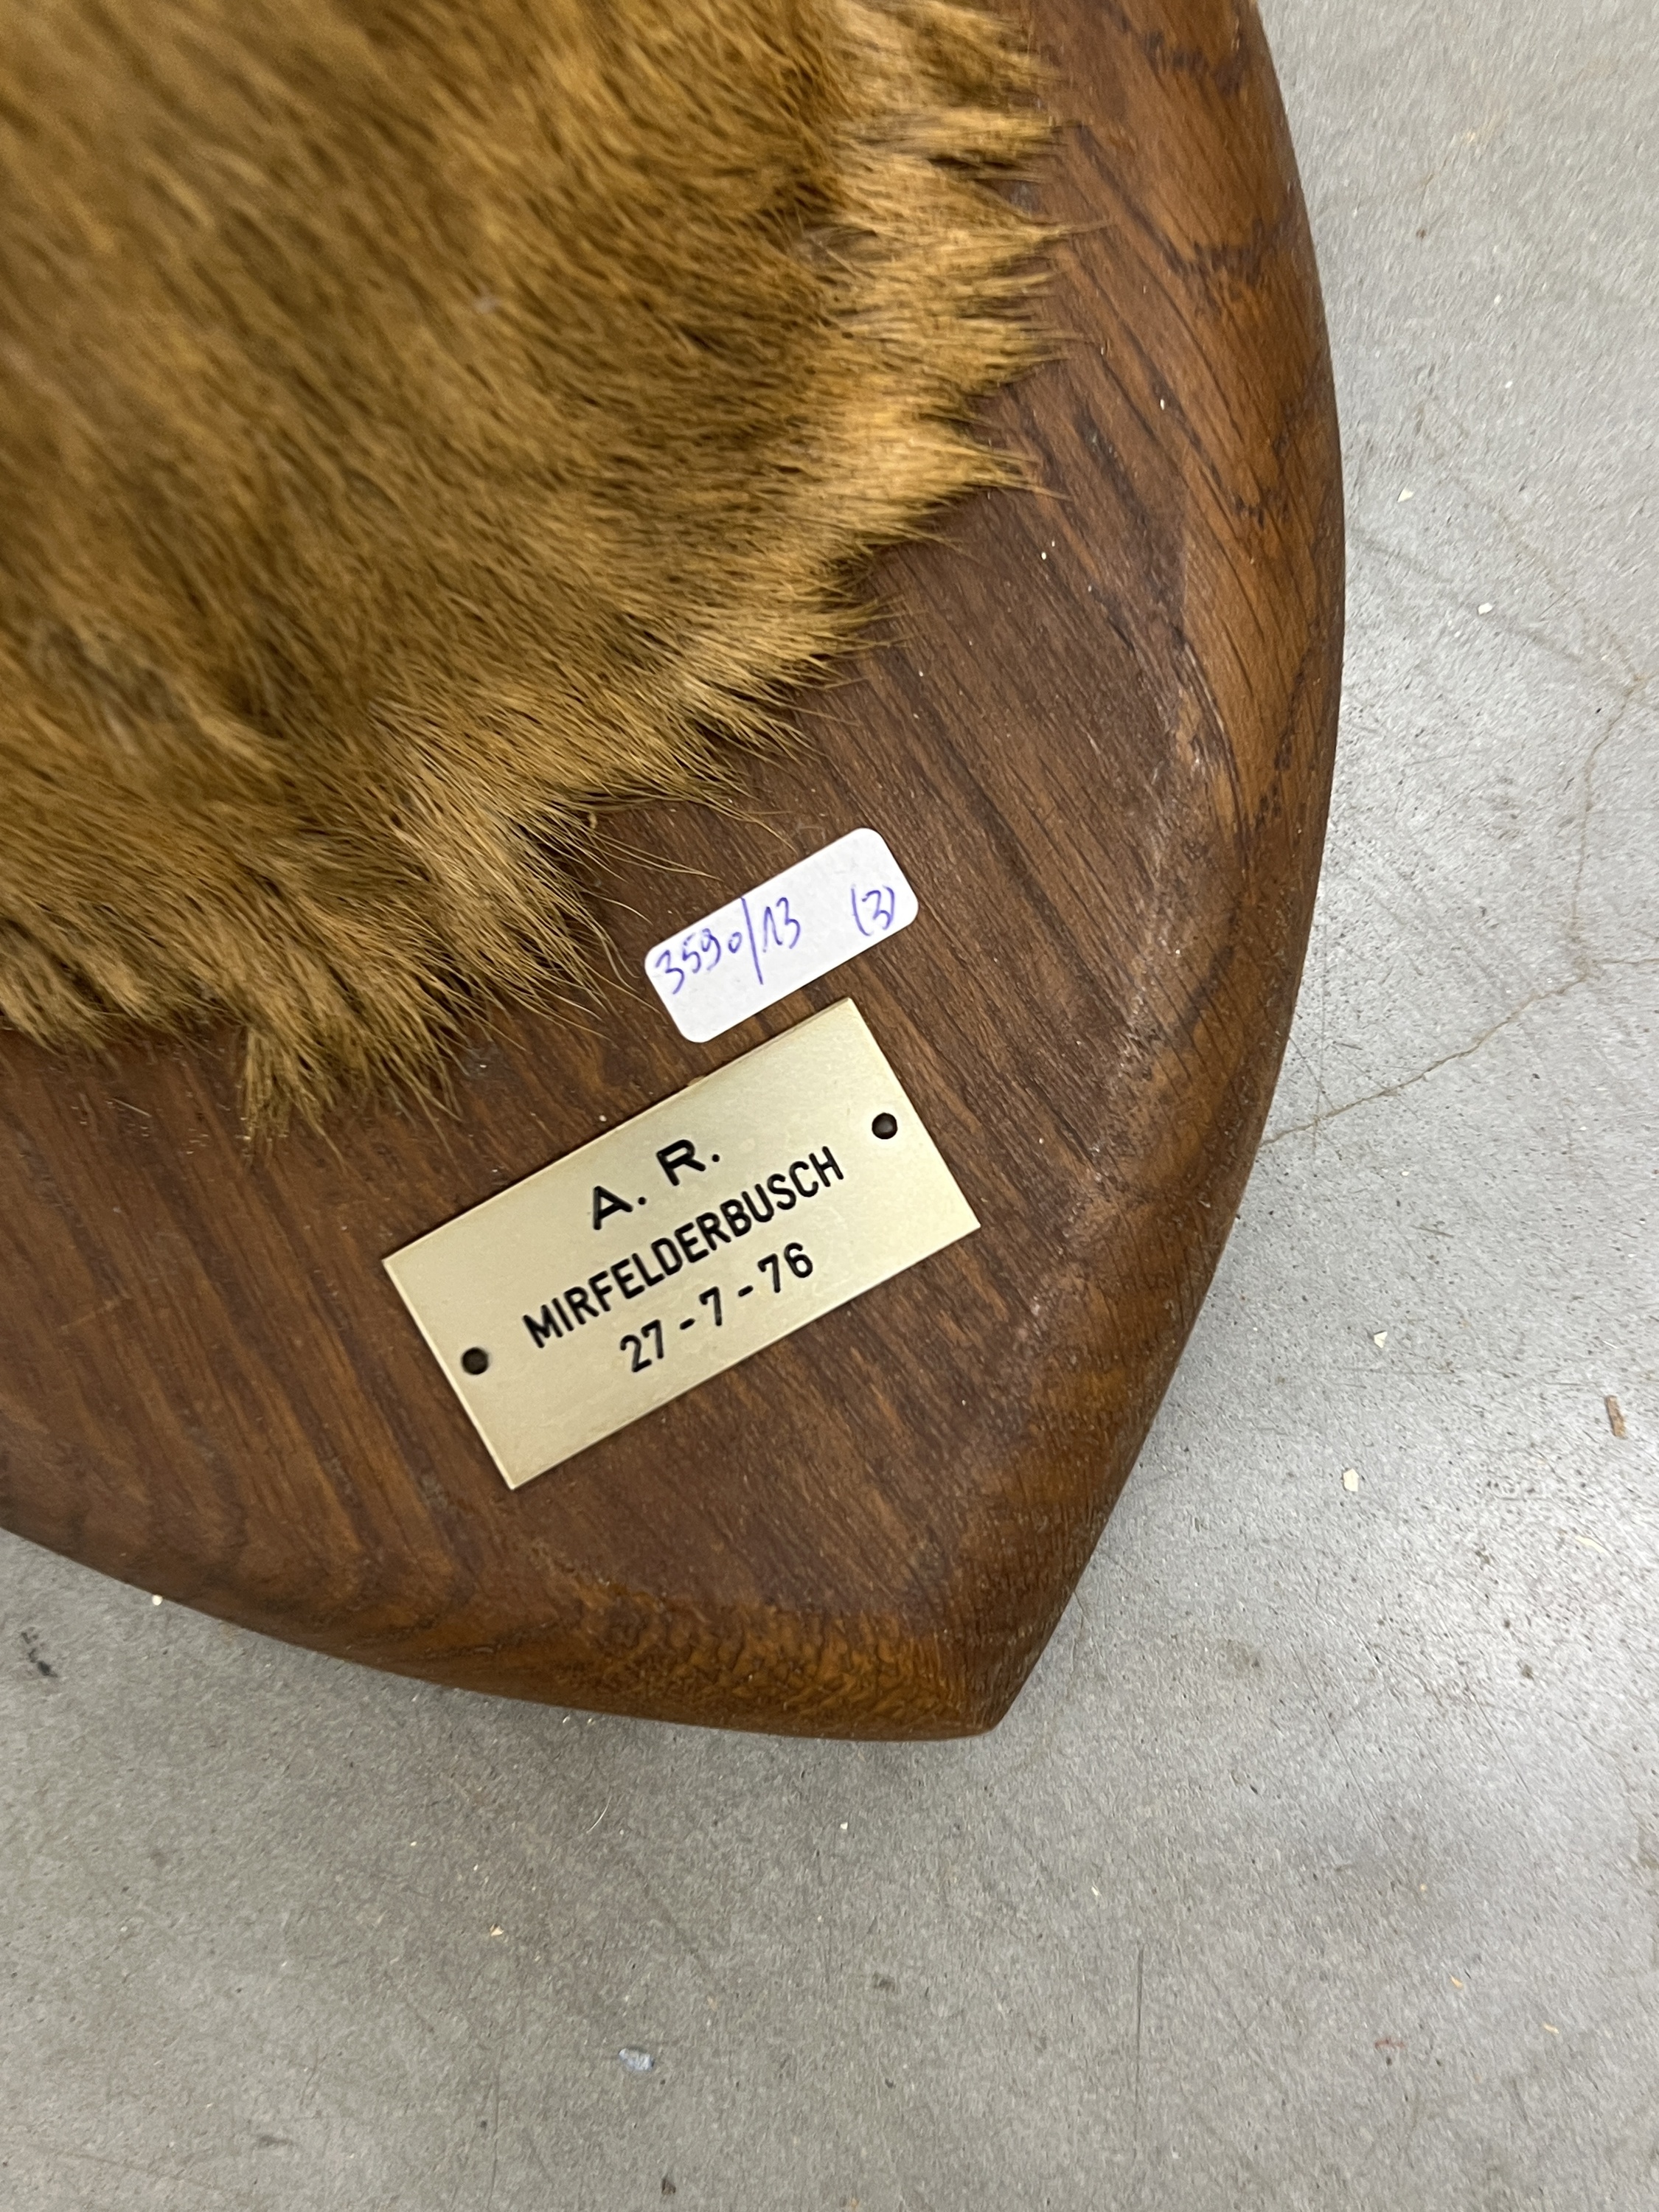 3590/13 (3)
A. R.
MIRFELDERBUSCH
27-7-76